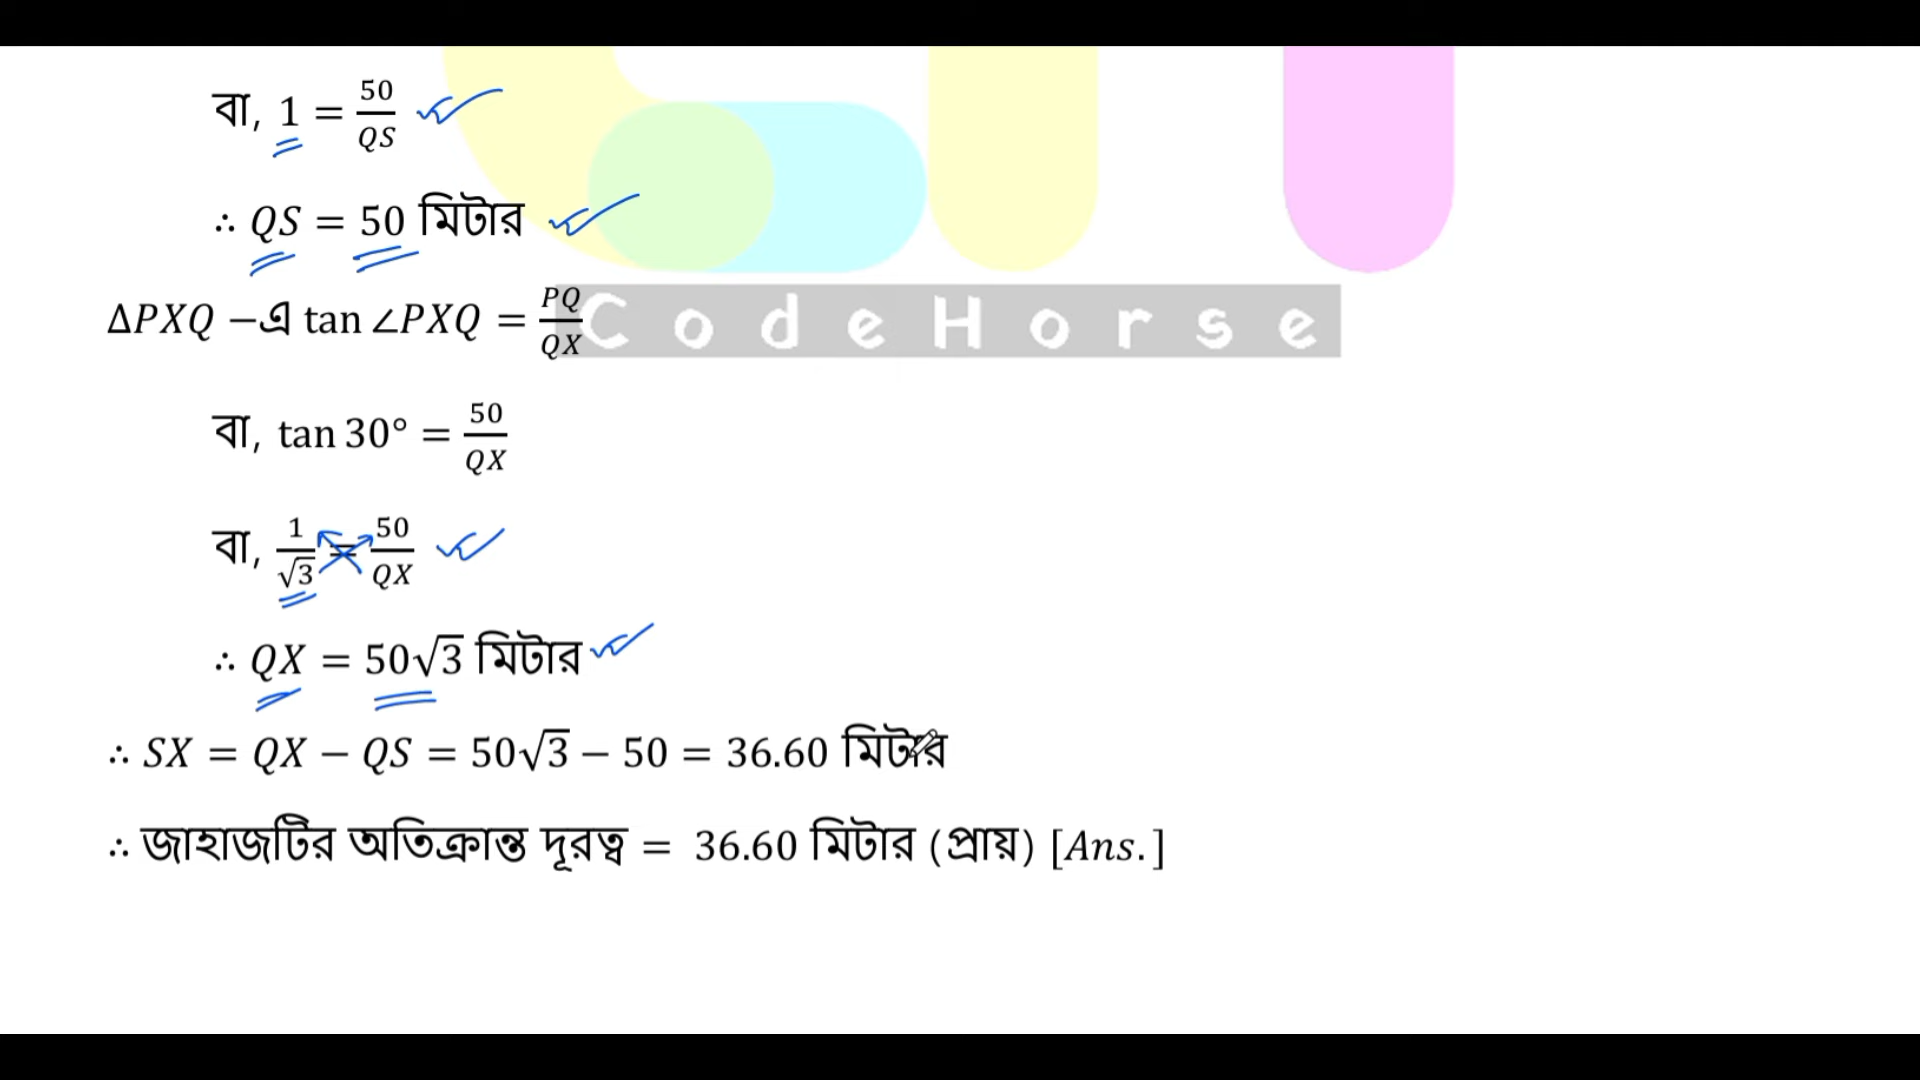 বা, 1 = 50/QS
∴ QS = 50 মিটার
ΔPXQ −এ tan ∠PXQ = PQ/QX
CodeHorse
বা, tan 30° = 50/QX
বা, 1/√3 = 50/QX
∴ QX = 50√3 মিটার
∴ SX = QX − QS = 50√3 − 50 = 36.60 মিটার
∴ জাহাজটির অতিক্রান্ত দূরত্ব = 36.60 মিটার (প্রায়) [Ans.]